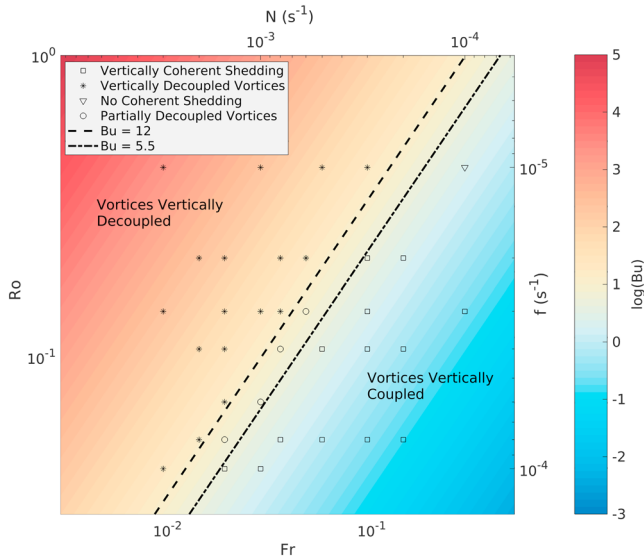 N (s⁻¹)
10⁻³
10⁻⁴
10⁰
Vertically Coherent Shedding
Vertically Decoupled Vortices
No Coherent Shedding
Partially Decoupled Vortices
Bu = 12
Bu = 5.5
5
4
3
2
1
0
-1
-2
-3
log(Bu)
10⁻⁵
Vortices Vertically
Decoupled
Ro
f (s⁻¹)
10⁻¹
Vortices Vertically
Coupled
10⁻⁴
10⁻²
10⁻¹
Fr